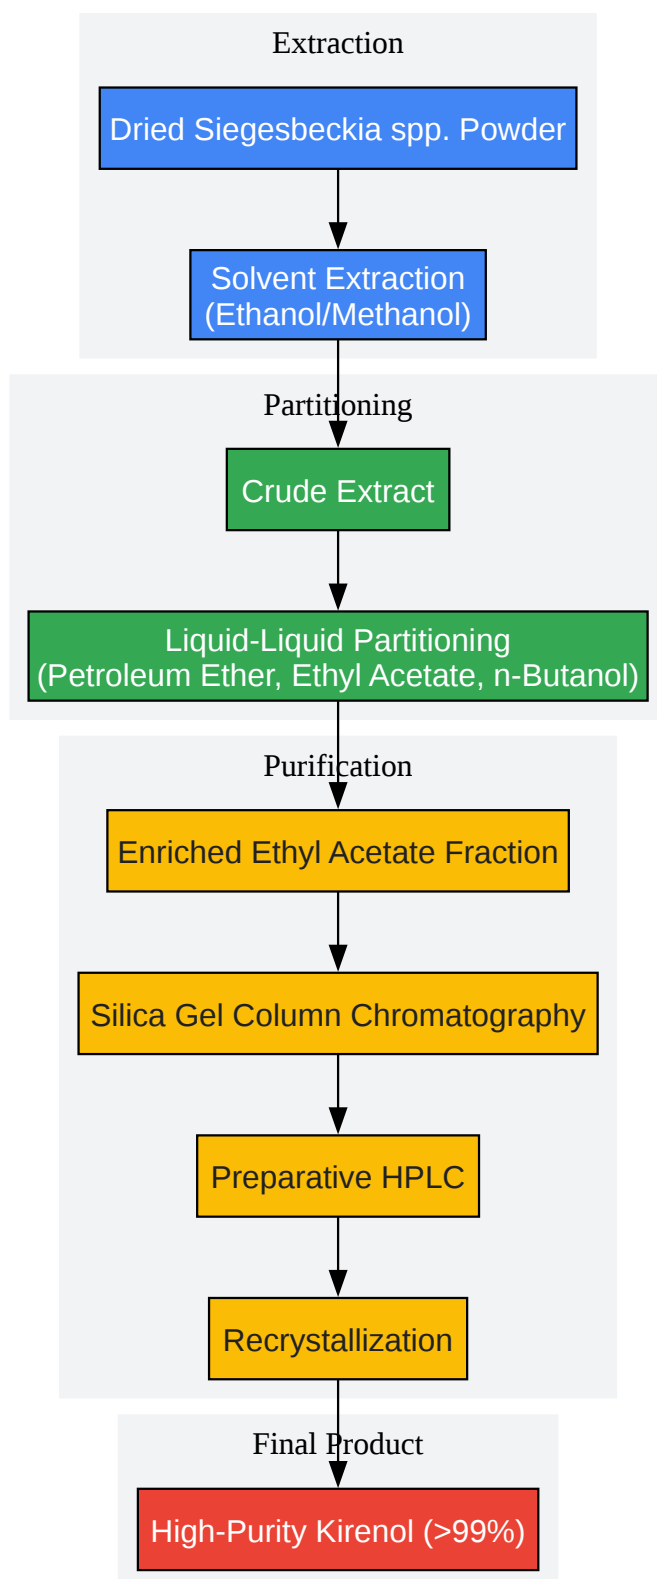 Extraction
Dried Siegesbeckia spp. Powder
Solvent Extraction
(Ethanol/Methanol)
Partitioning
Crude Extract
Liquid-Liquid Partitioning
(Petroleum Ether, Ethyl Acetate, n-Butanol)
Purification
Enriched Ethyl Acetate Fraction
Silica Gel Column Chromatography
Preparative HPLC
Recrystallization
Final Product
High-Purity Kirenol (>99%)